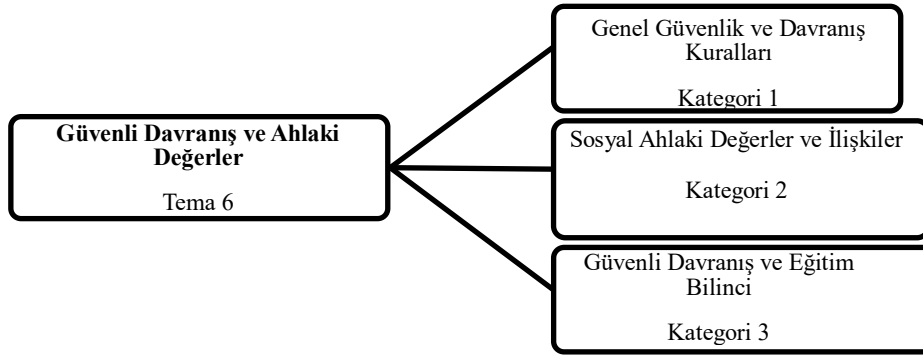 Güvenli Davranış ve Ahlaki
Değerler
Tema 6
Genel Güvenlik ve Davranış
Kuralları
Kategori 1
Sosyal Ahlaki Değerler ve İlişkiler
Kategori 2
Güvenli Davranış ve Eğitim
Bilinci
Kategori 3